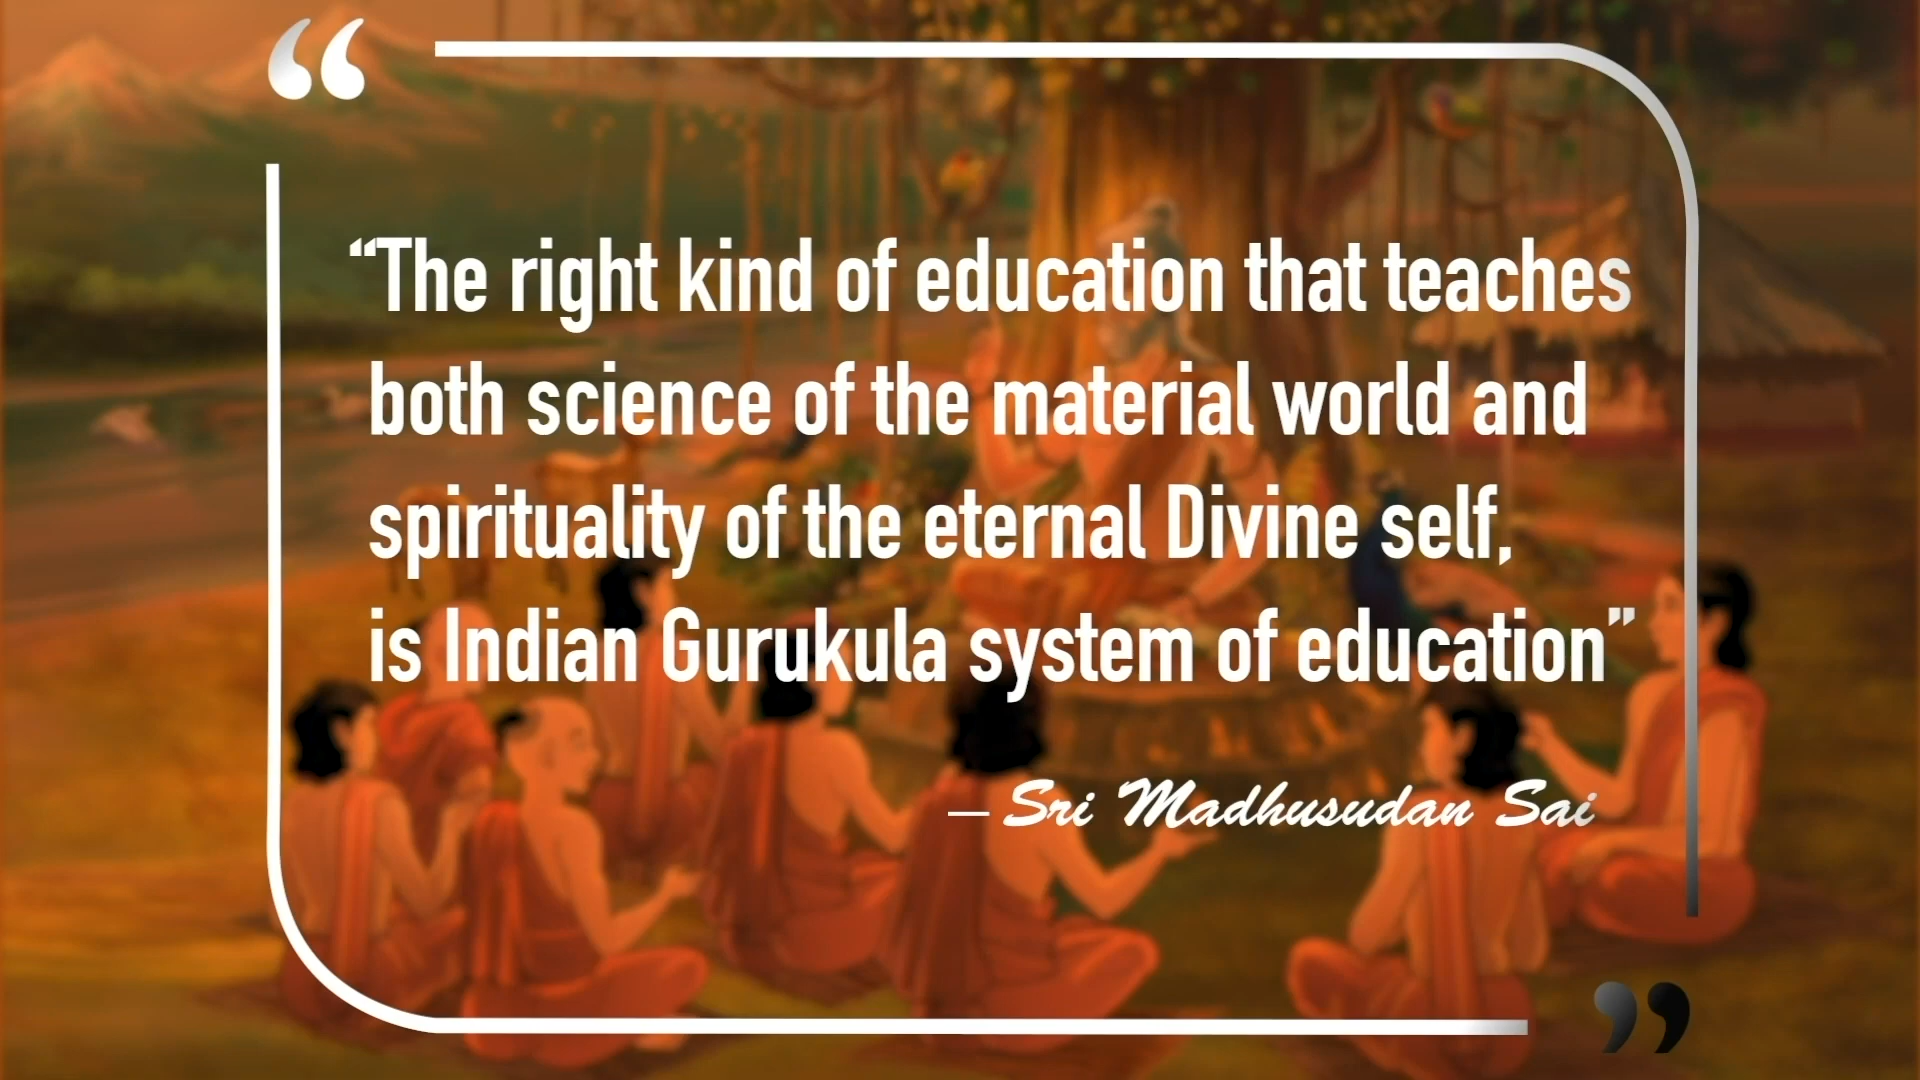 “The right kind of education that teaches
both science of the material world and
spirituality of the eternal Divine self,
is Indian Gurukula system of education”
— Sri Madhusudan Sai